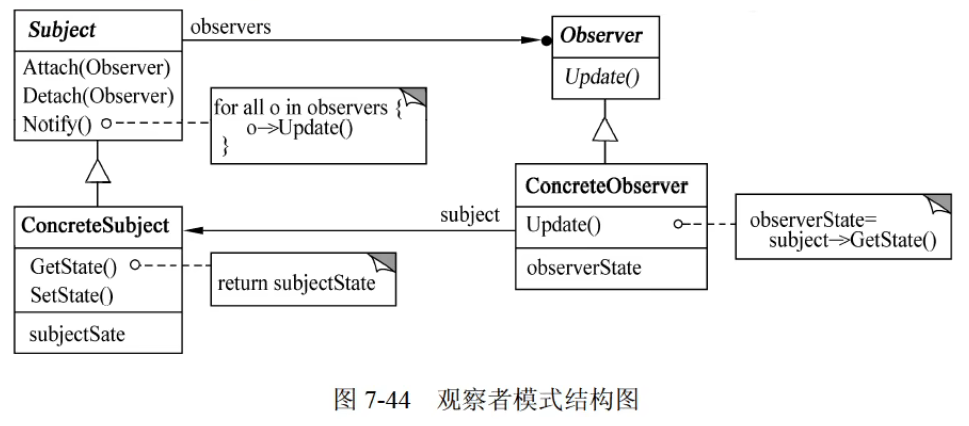 Subject
Attach(Observer)
Detach(Observer)
Notify()
observers
for all o in observers {
o->Update()
}
Observer
Update()
ConcreteSubject
GetState()
SetState()
subjectSate
return subjectState
subject
ConcreteObserver
Update()
observerState
observerState=
subject->GetState()
图 7-44 观察者模式结构图